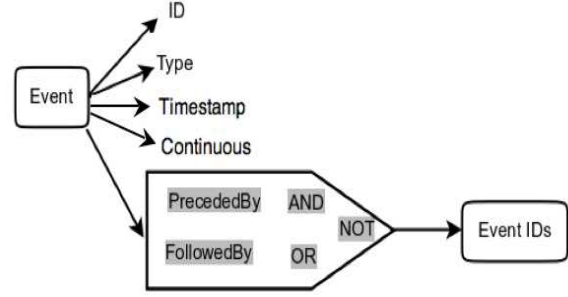 ID
Type
Event
Timestamp
Continuous
PrecededBy AND
NOT
Event IDs
FollowedBy OR